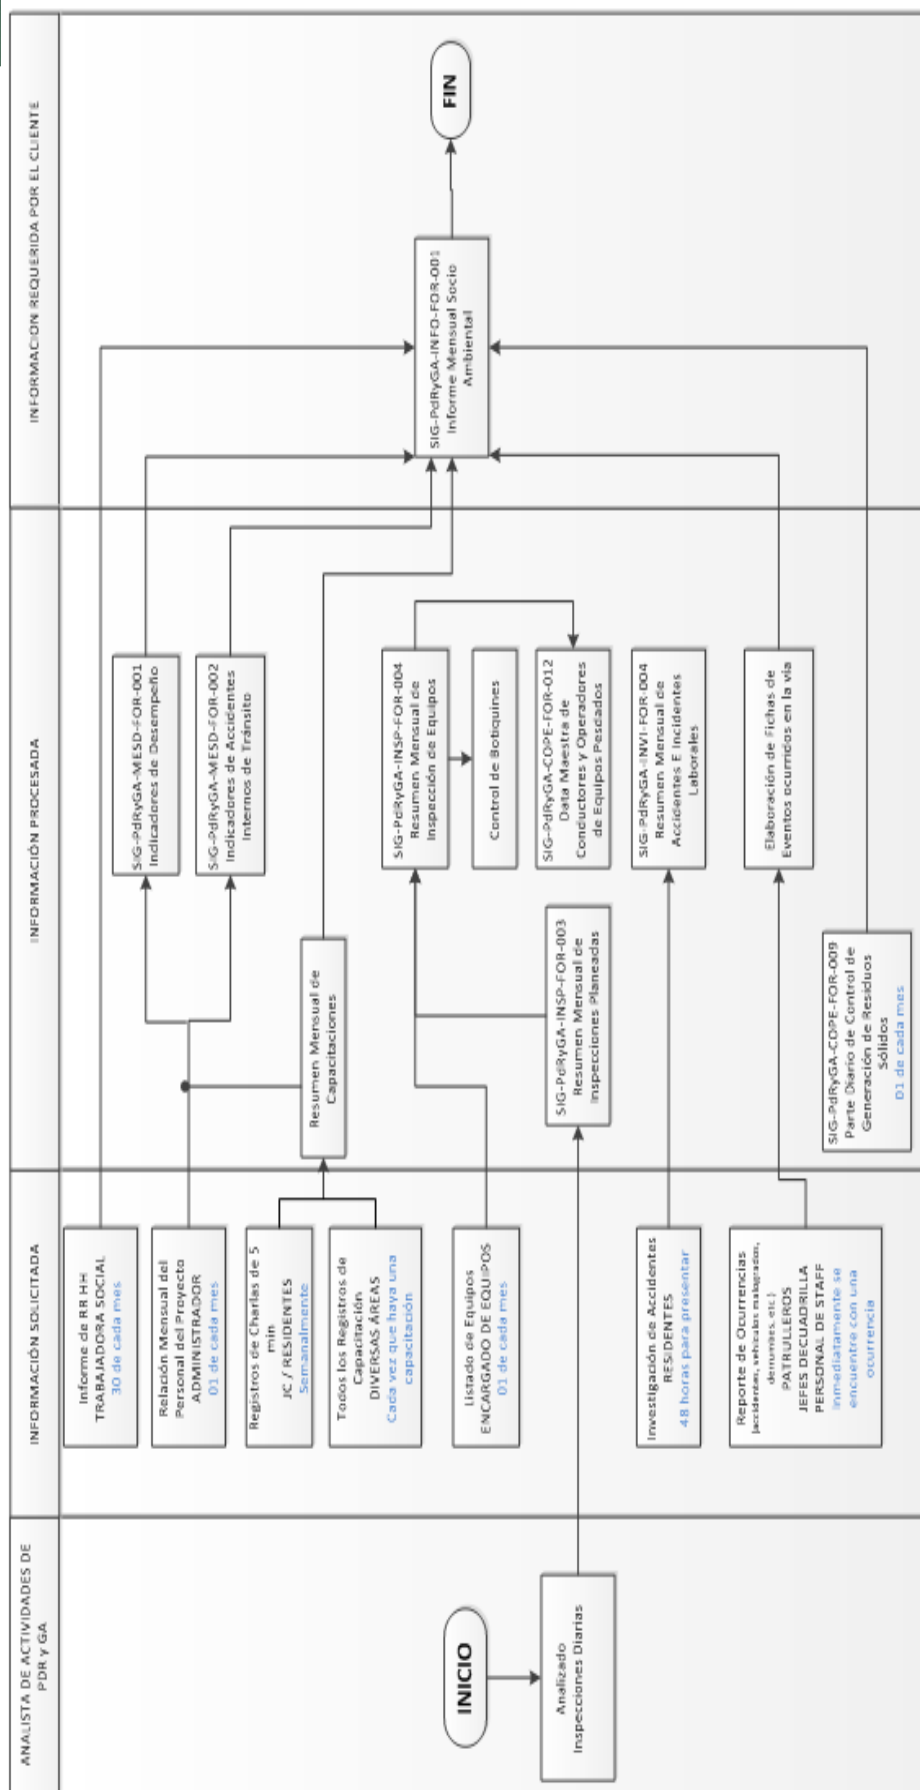 ANALISTA DE ACTIVIDADES DE
PDR y GA
INFORMACIÓN SOLICITADA
INFORMACIÓN PROCESADA
INFORMACION REQUERIDA POR EL CLIENTE
INICIO
Analizado
Inspecciones Diarias
Informe de RR HH
TRABAJADORA SOCIAL
30 de cada mes
Relación Mensual del
Personal del Proyecto
ADMINISTRADOR
01 de cada mes
Registros de Charlas de 5
min
JC / RESIDENTES
Semanalmente
Todos los Registros de
Capacitación
DIVERSAS ÁREAS
Cada vez que haya una
capacitación
Listado de Equipos
ENCARGADO DE EQUIPOS
01 de cada mes
Investigación de Accidentes
RESIDENTES
48 horas para presentar
Reporte de Ocurrencias
(accidentes, vehículos malogrados,
derrumes, etc.)
PATRULLEROS
JEFES DECUADRILLA
PERSONAL DE STAFF
Inmediatamente se
encuentre con una
ocurrencia
SIG-PdRyGA-MESD-FOR-001
Indicadores de Desempeño
SIG-PdRyGA-MESD-FOR-002
Indicadores de Accidentes
Internos de Tránsito
Resumen Mensual de
Capacitaciones
SIG-PdRyGA-INSP-FOR-004
Resumen Mensual de
Inspección de Equipos
Control de Botiquines
SIG-PdRyGA-COPE-FOR-012
Data Maestra de
Conductores y Operadores
de Equipos Pesdados
SIG-PdRyGA-INSP-FOR-003
Resumen Mensual de
Inspecciones Planeadas
SIG-PdRyGA-INVI-FOR-004
Resumen Mensual de
Accidentes E Incidentes
Laborales
Elaboración de Fichas de
Eventos ocurridos en la vía
SIG-PdRyGA-COPE-FOR-009
Parte Diario de Control de
Generación de Residuos
Sólidos
01 de cada mes
SIG-PdRyGA-INFO-FOR-001
Informe Mensual Socio
Ambiental
FIN